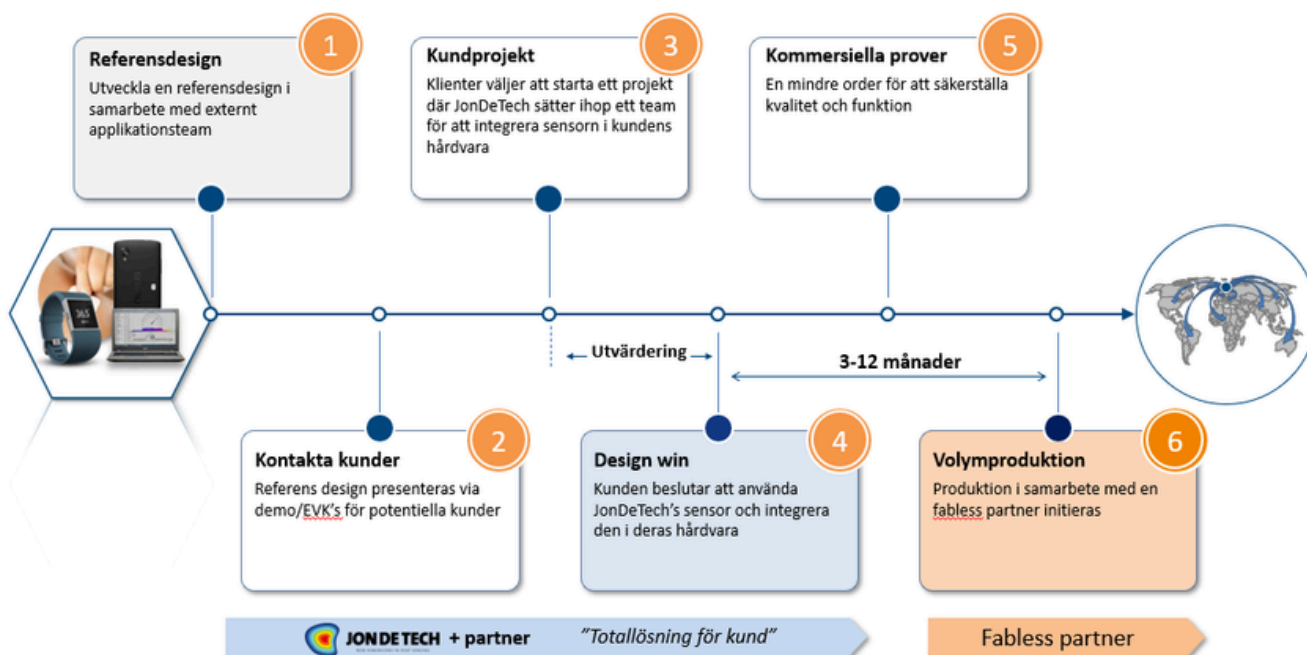 1
Referensdesign
Utveckla en referensdesign i
samarbete med externt
applikationsteam
3
Kundprojekt
Klienter väljer att starta ett projekt
där JonDeTech sätter ihop ett team
för att integrera sensorn i kundens
hårdvara
5
Kommersiella prover
En mindre order för att säkerställa
kvalitet och funktion
Utvärdering
3-12 månader
2
Kontakta kunder
Referens design presenteras via
demo/EVK's för potentiella kunder
4
Design win
Kunden beslutar att använda
JonDeTech's sensor och integrera
den i deras hårdvara
6
Volymproduktion
Produktion i samarbete med en
fabless partner initieras
JONDETECH + partner "Totallösning för kund"
Fabless partner